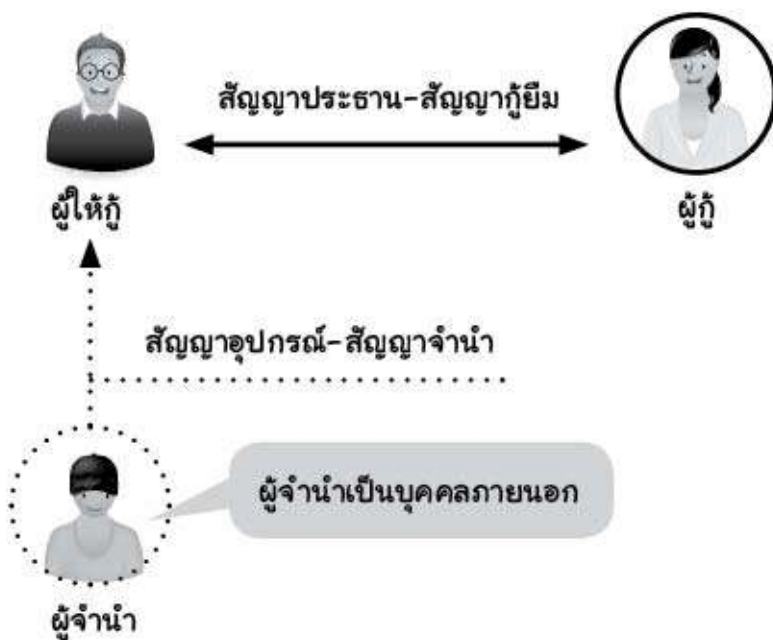 สัญญาประธาน-สัญญากู้ยืม
ผู้ให้กู้
ผู้กู้
สัญญาอุปกรณ์-สัญญาจำนำ
ผู้จำนำเป็นบุคคลภายนอก
ผู้จำนำ